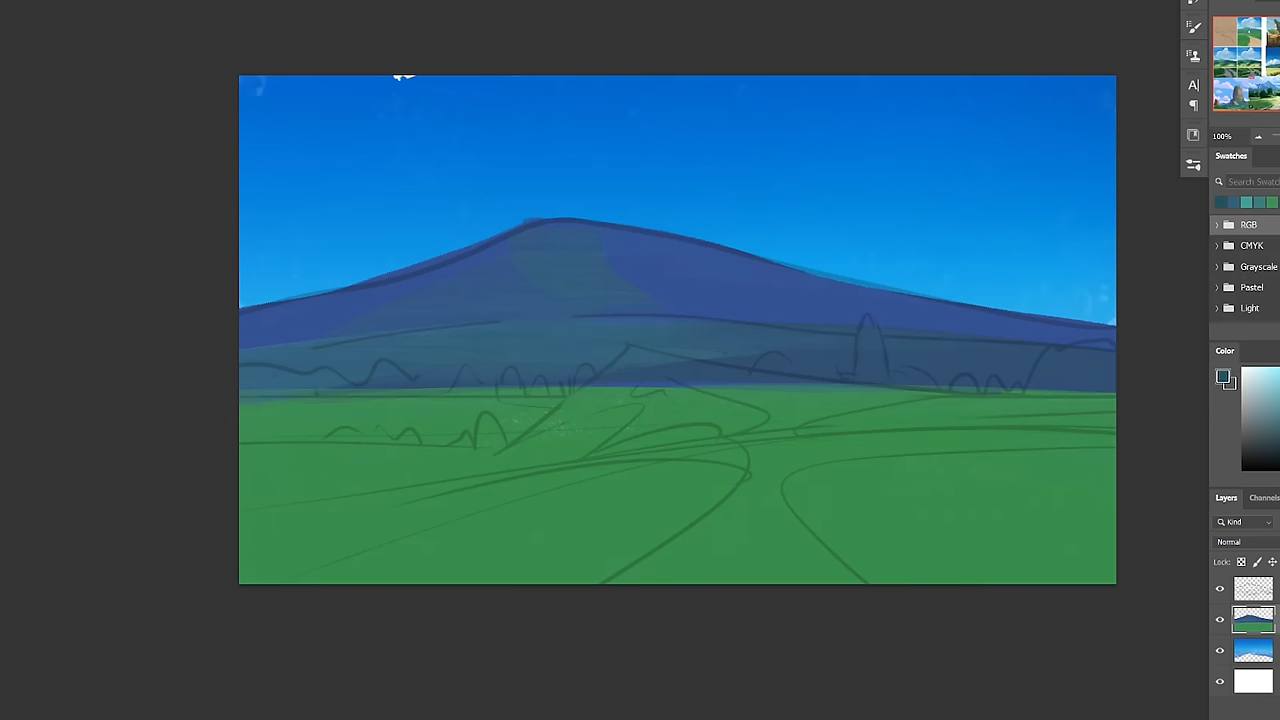 A|
¶
100%
Swatches
Search Swatc
RGB
CMYK
Grayscale
Pastel
Light
Color
Layers Channels
Kind
Normal
Lock: